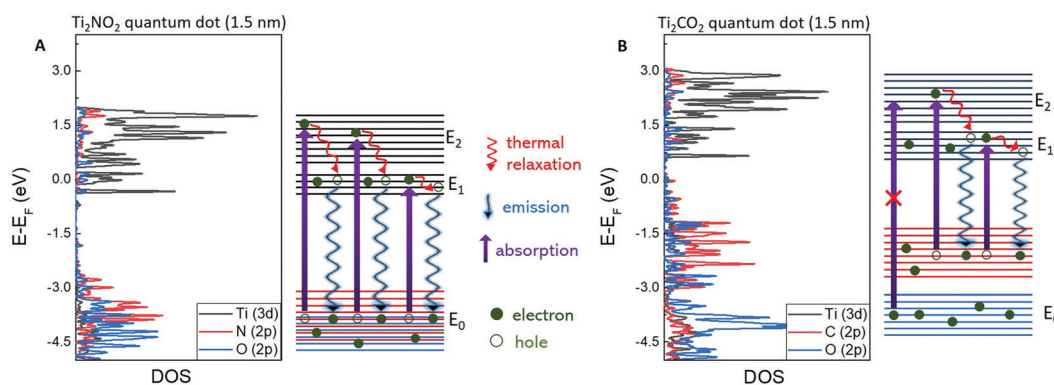 Ti₂NO₂ quantum dot (1.5 nm)
A
3.0
1.5
0.0
-1.5
-3.0
-4.5
E-E_F (eV)
DOS
Ti (3d)
N (2p)
O (2p)
E₂
E₁
E₀
thermal
relaxation
emission
absorption
electron
hole
Ti₂CO₂ quantum dot (1.5 nm)
B
3.0
1.5
0.0
-1.5
-3.0
-4.5
E-E_F (eV)
DOS
Ti (3d)
C (2p)
O (2p)
E₂
E₁
E